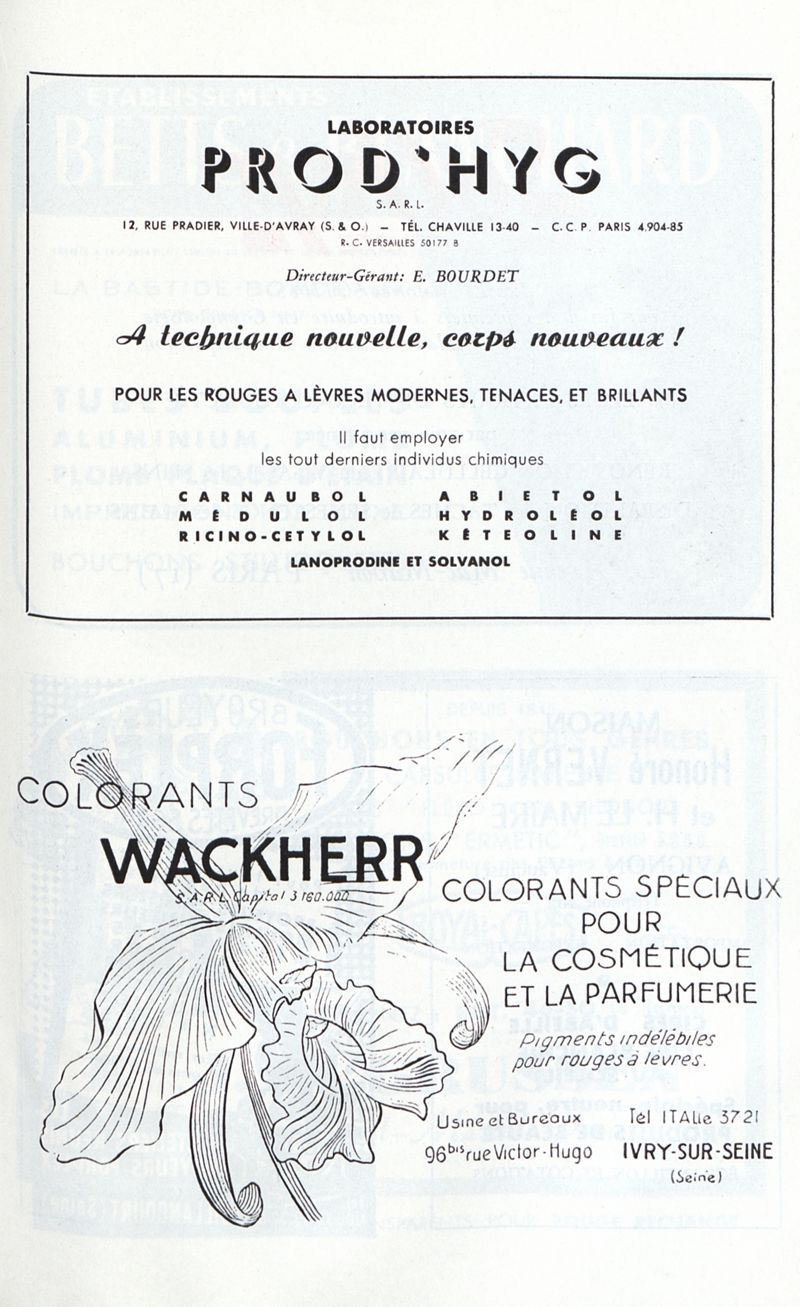 LABORATOIRES
PROD'HYG
S. A. R. L.
12, RUE PRADIER, VILLE-D'AVRAY (S. & O.) — TÉL. CHAVILLE 13-40 — C. C. P. PARIS 4.904-85
R. C. VERSAILLES 50177 B
Directeur-Gérant: E. BOURDET
A technique nouvelle, corps nouveaux !
POUR LES ROUGES A LÈVRES MODERNES, TENACES, ET BRILLANTS
Il faut employer
les tout derniers individus chimiques
CARNAUBOL ABIETOL
MÉDULOL HYDROLÉOL
RICINO-CETYLOL KÉTEOLINE
LANOPRODINE ET SOLVANOL
COLORANTS
WACKHERR
S.A.R.L. Capital 3 160.000
COLORANTS SPÉCIAUX
POUR
LA COSMÉTIQUE
ET LA PARFUMERIE
Pigments indélébiles
pour rouges à lèvres.
Usine et Bureaux Tél ITALie 3721
96bis rue Victor-Hugo IVRY-SUR-SEINE
(Seine)